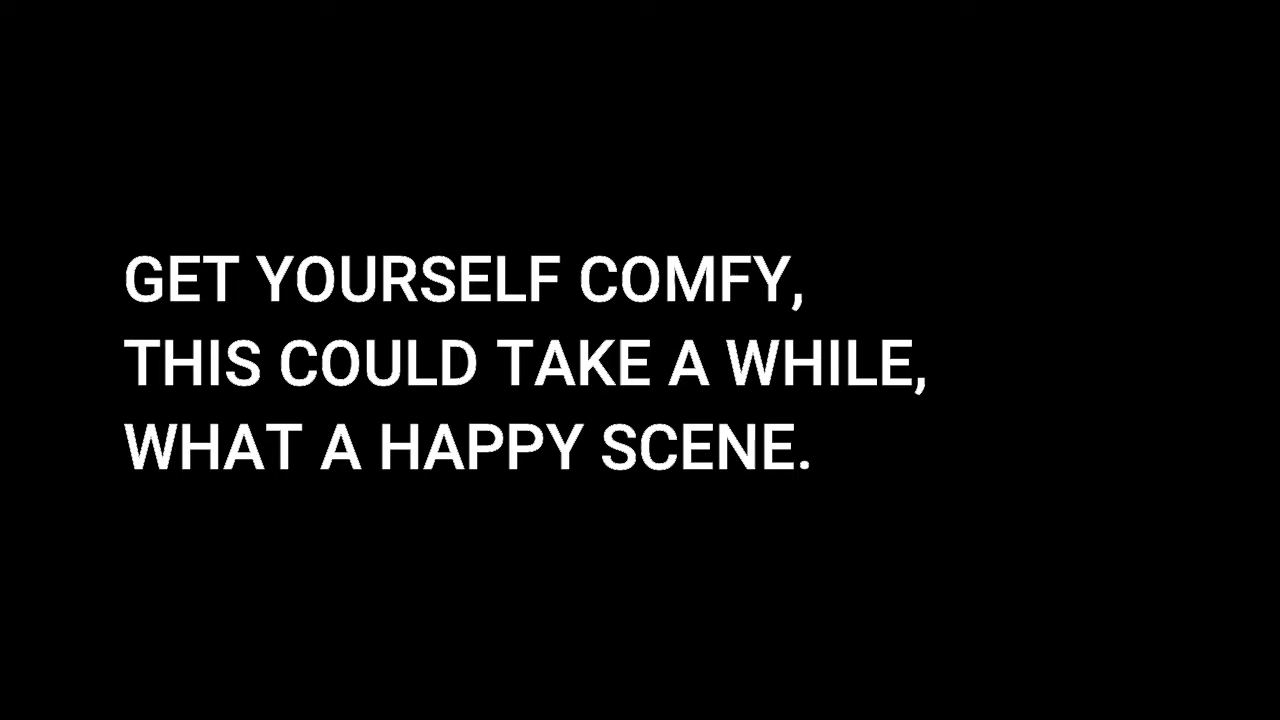 GET YOURSELF COMFY,
THIS COULD TAKE A WHILE,
WHAT A HAPPY SCENE.